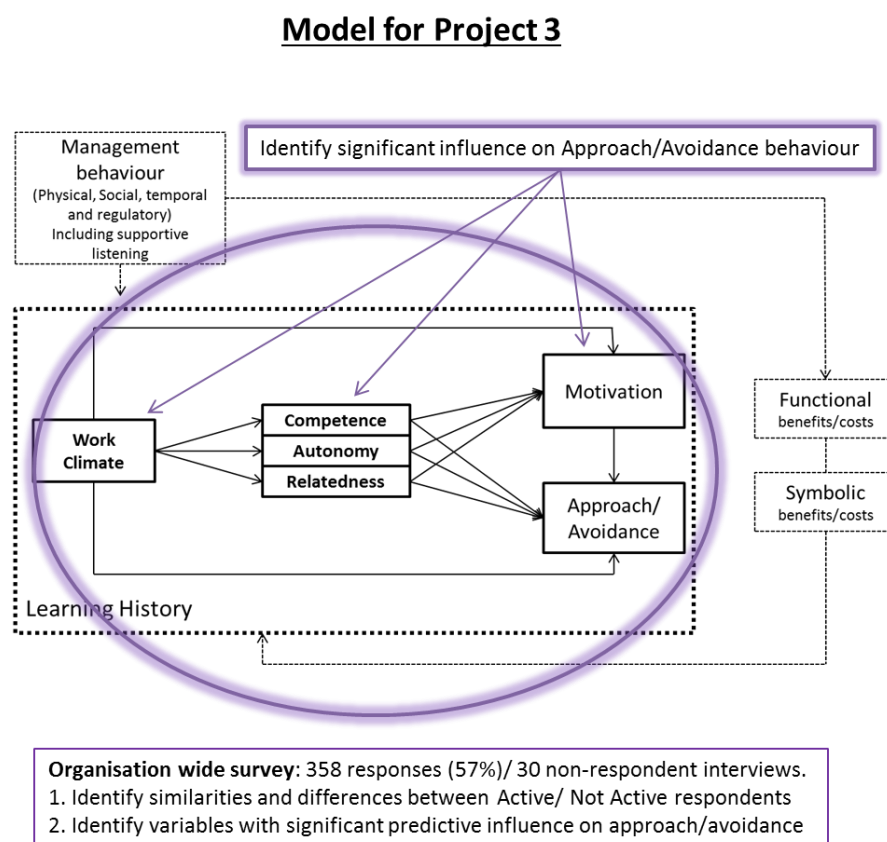 Model for Project 3
Management
behaviour
(Physical, Social, temporal
and regulatory)
Including supportive
listening
Identify significant influence on Approach/Avoidance behaviour
Work
Climate
Competence
Autonomy
Relatedness
Motivation
Approach/
Avoidance
Functional
benefits/costs
Symbolic
benefits/costs
Learning History
Organisation wide survey: 358 responses (57%)/ 30 non-respondent interviews.
1. Identify similarities and differences between Active/ Not Active respondents
2. Identify variables with significant predictive influence on approach/avoidance